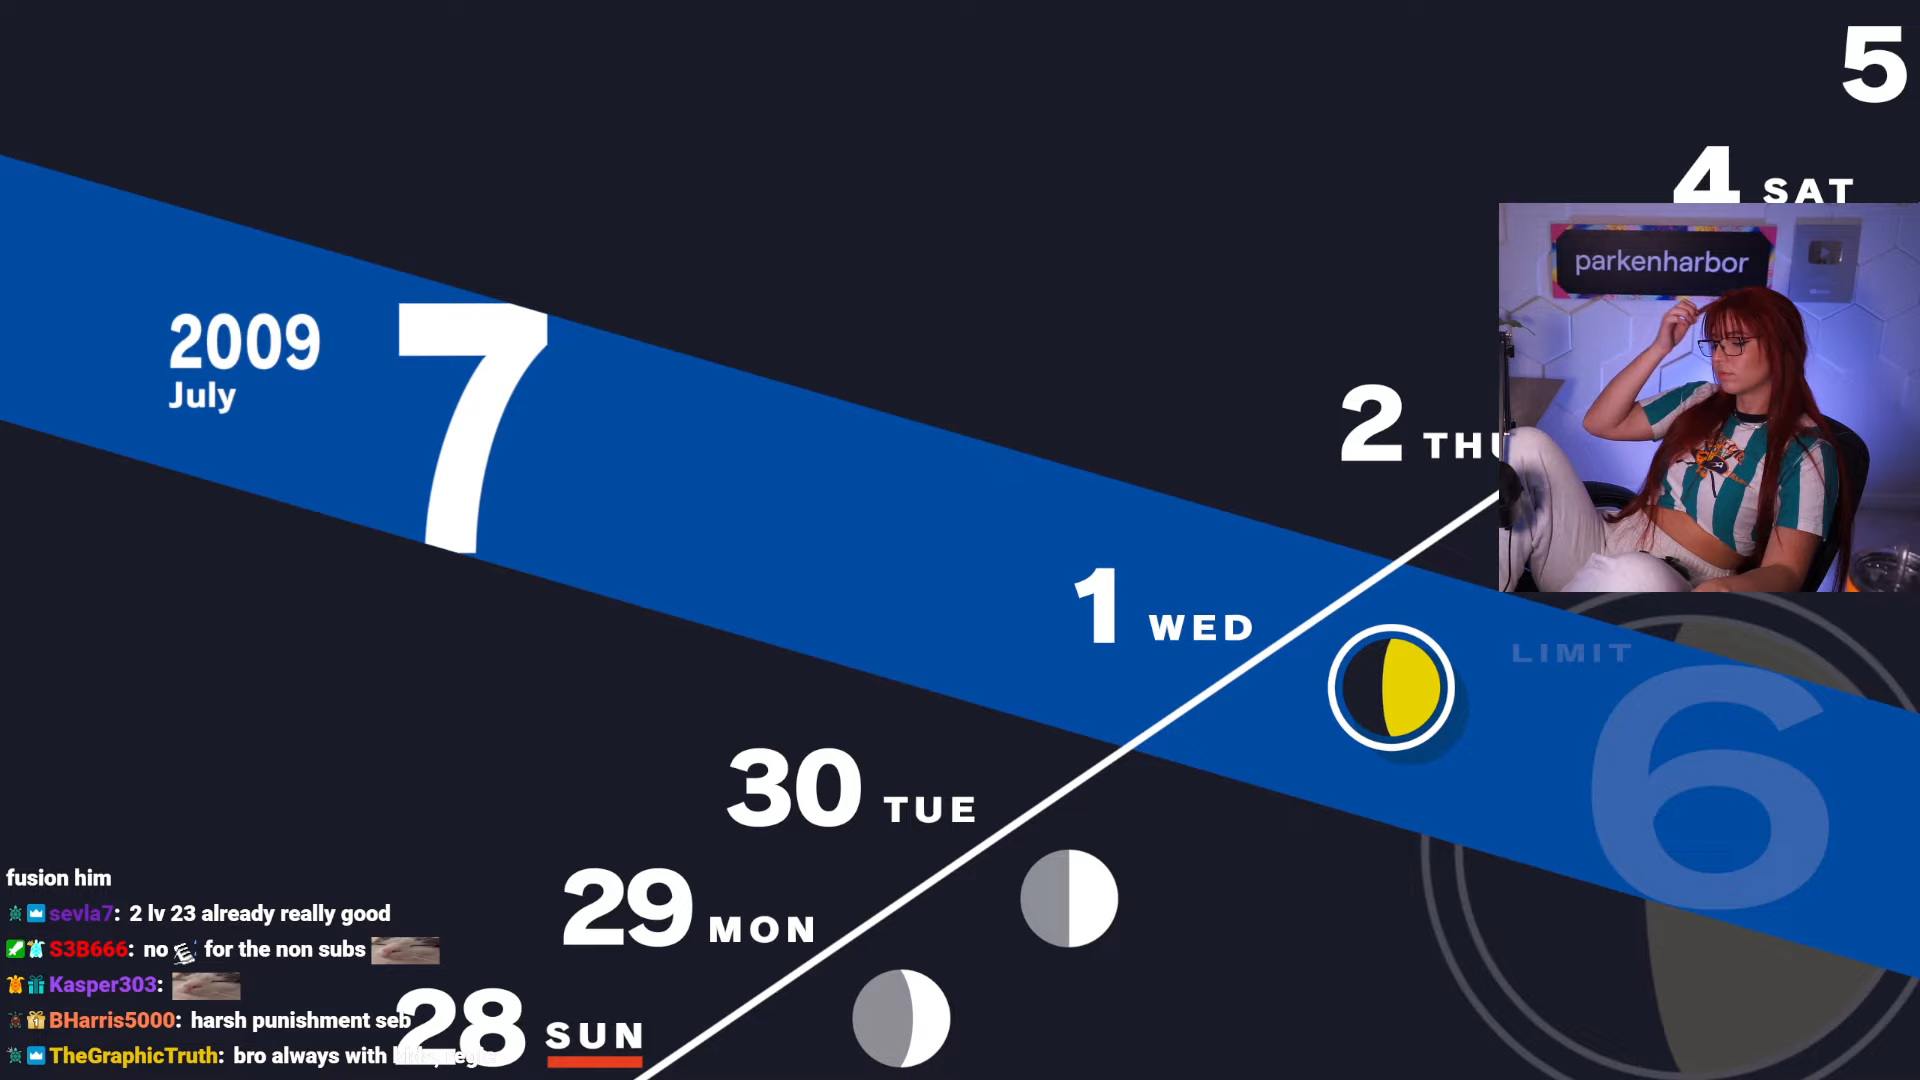 5
4 SAT
parkenharbor
2009
July
7
2 THU
1 WED
LIMIT
6
30 TUE
29 MON
28 SUN
fusion him
sevla7: 2 lv 23 already really good
S3B666: no for the non subs
Kasper303:
BHarris5000: harsh punishment seb
TheGraphicTruth: bro always with